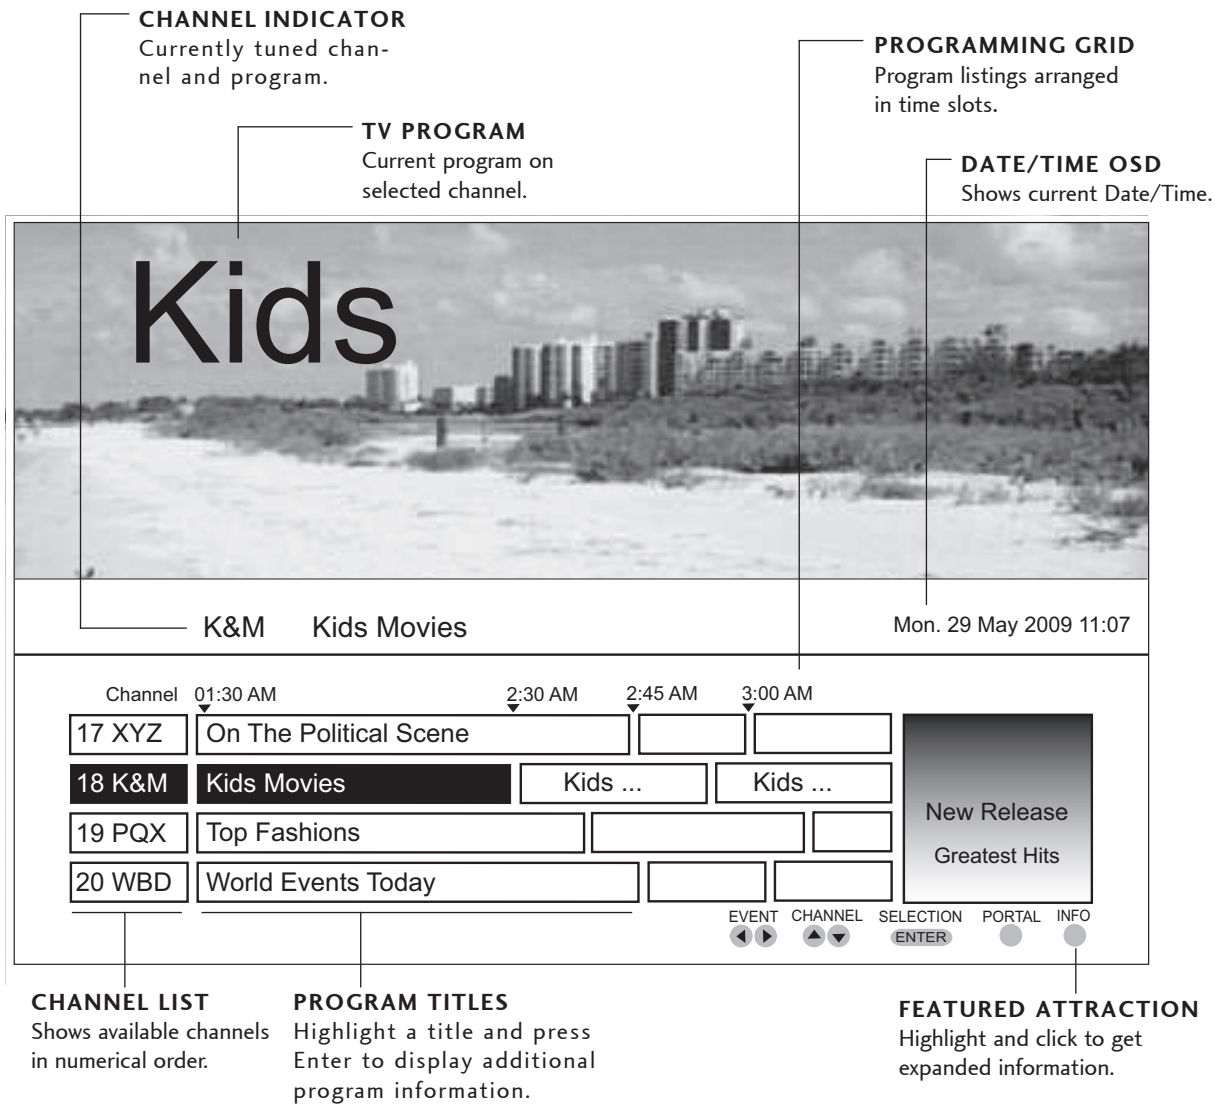 CHANNEL INDICATOR
Currently tuned chan-
nel and program.
PROGRAMMING GRID
Program listings arranged
in time slots.
TV PROGRAM
Current program on
selected channel.
DATE/TIME OSD
Shows current Date/Time.
Kids
K&M Kids Movies
Mon. 29 May 2009 11:07
Channel 01:30 AM 2:30 AM 2:45 AM 3:00 AM
17 XYZ On The Political Scene
18 K&M Kids Movies Kids ... Kids ...
19 PQX Top Fashions
20 WBD World Events Today
New Release
Greatest Hits
EVENT CHANNEL SELECTION PORTAL INFO
ENTER
CHANNEL LIST
Shows available channels
in numerical order.
PROGRAM TITLES
Highlight a title and press
Enter to display additional
program information.
FEATURED ATTRACTION
Highlight and click to get
expanded information.